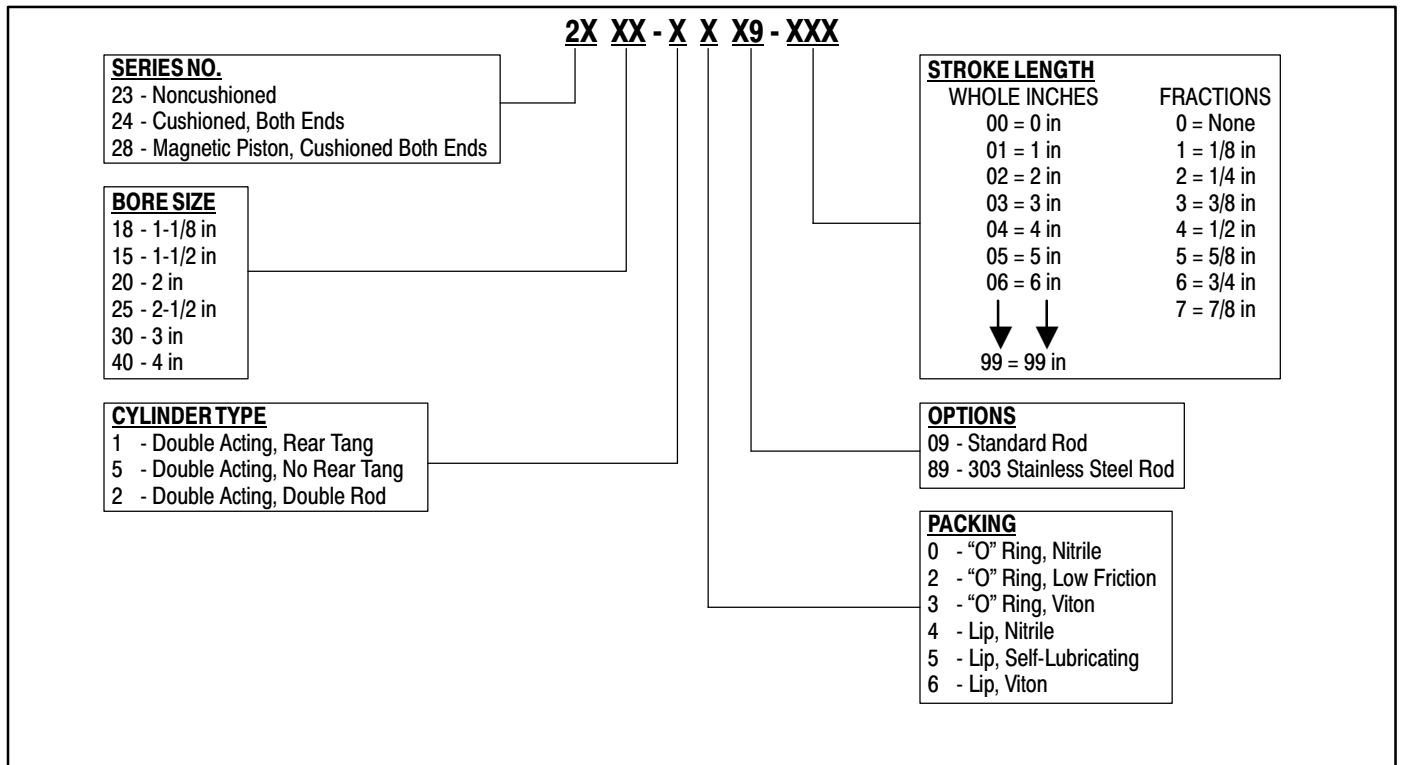 2X XX - X X X9 - XXX
SERIES NO.
23 - Noncushioned
24 - Cushioned, Both Ends
28 - Magnetic Piston, Cushioned Both Ends
BORE SIZE
18 - 1-1/8 in
15 - 1-1/2 in
20 - 2 in
25 - 2-1/2 in
30 - 3 in
40 - 4 in
CYLINDER TYPE
1 - Double Acting, Rear Tang
5 - Double Acting, No Rear Tang
2 - Double Acting, Double Rod
STROKE LENGTH
WHOLE INCHES FRACTIONS
00 = 0 in 0 = None
01 = 1 in 1 = 1/8 in
02 = 2 in 2 = 1/4 in
03 = 3 in 3 = 3/8 in
04 = 4 in 4 = 1/2 in
05 = 5 in 5 = 5/8 in
06 = 6 in 6 = 3/4 in
7 = 7/8 in
99 = 99 in
OPTIONS
09 - Standard Rod
89 - 303 Stainless Steel Rod
PACKING
0 - “O” Ring, Nitrile
2 - “O” Ring, Low Friction
3 - “O” Ring, Viton
4 - Lip, Nitrile
5 - Lip, Self-Lubricating
6 - Lip, Viton